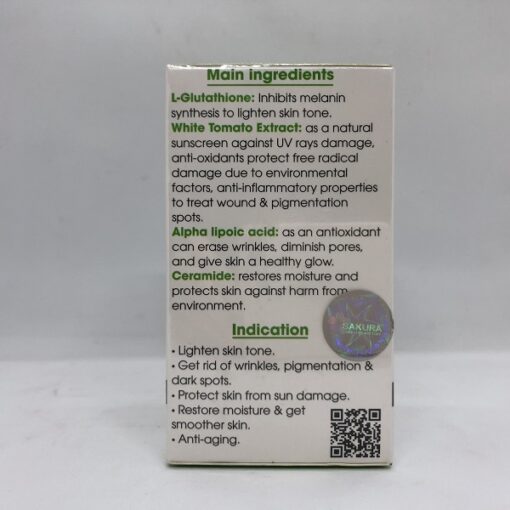 Main ingredients
L-Glutathione: Inhibits melanin
synthesis to lighten skin tone.
White Tomato Extract: as a natural
sunscreen against UV rays damage,
anti-oxidants protect free radical
damage due to environmental
factors, anti-inflammatory properties
to treat wound & pigmentation
spots.
Alpha lipoic acid: as an antioxidant
can erase wrinkles, diminish pores,
and give skin a healthy glow.
Ceramide: restores moisture and
protects skin against harm from
environment.
SAKURA
Indication
• Lighten skin tone.
• Get rid of wrinkles, pigmentation &
dark spots.
• Protect skin from sun damage.
• Restore moisture & get
smoother skin.
• Anti-aging.